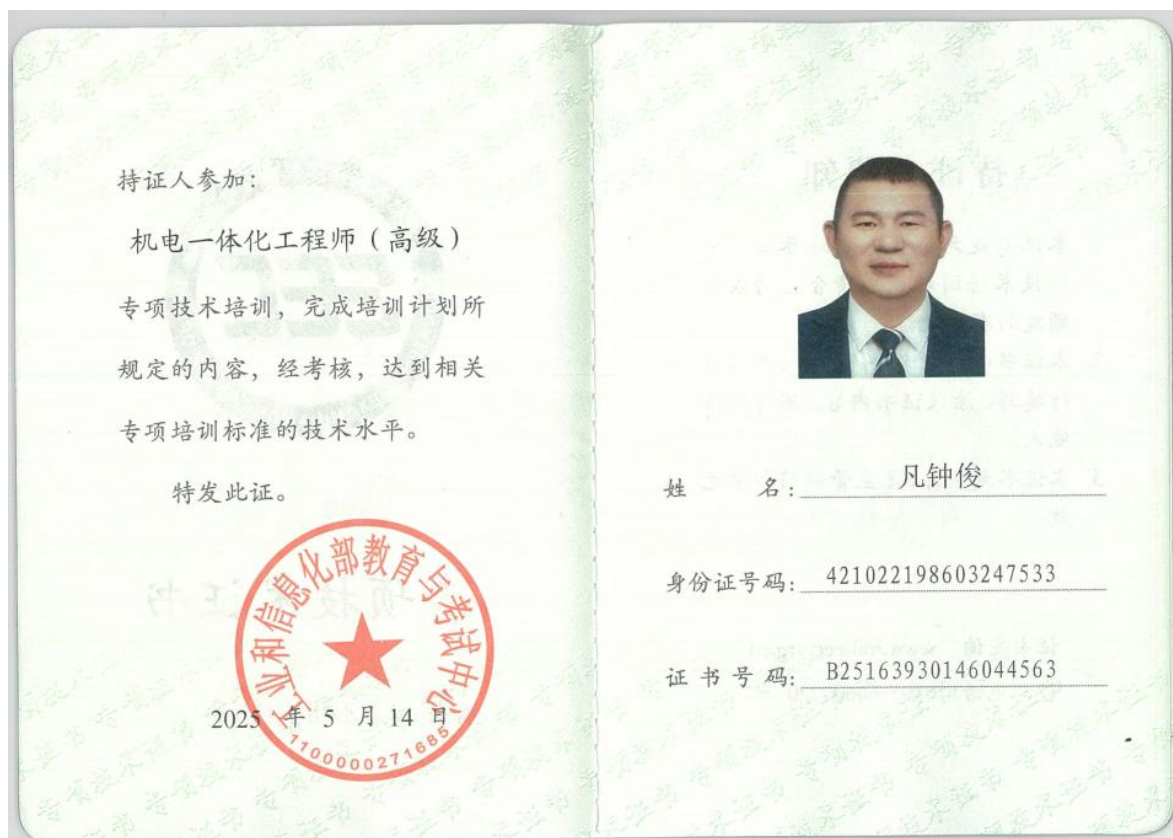 持证人参加：
机电一体化工程师（高级）
专项技术培训，完成培训计划所
规定的内容，经考核，达到相关
专项培训标准的技术水平。
特发此证。
工业和信息化部教育与考试中心
2025 年 5 月 14 日
1100000271685
姓 名：凡钟俊
身份证号码：421022198603247533
证书号码：B25163930146044563